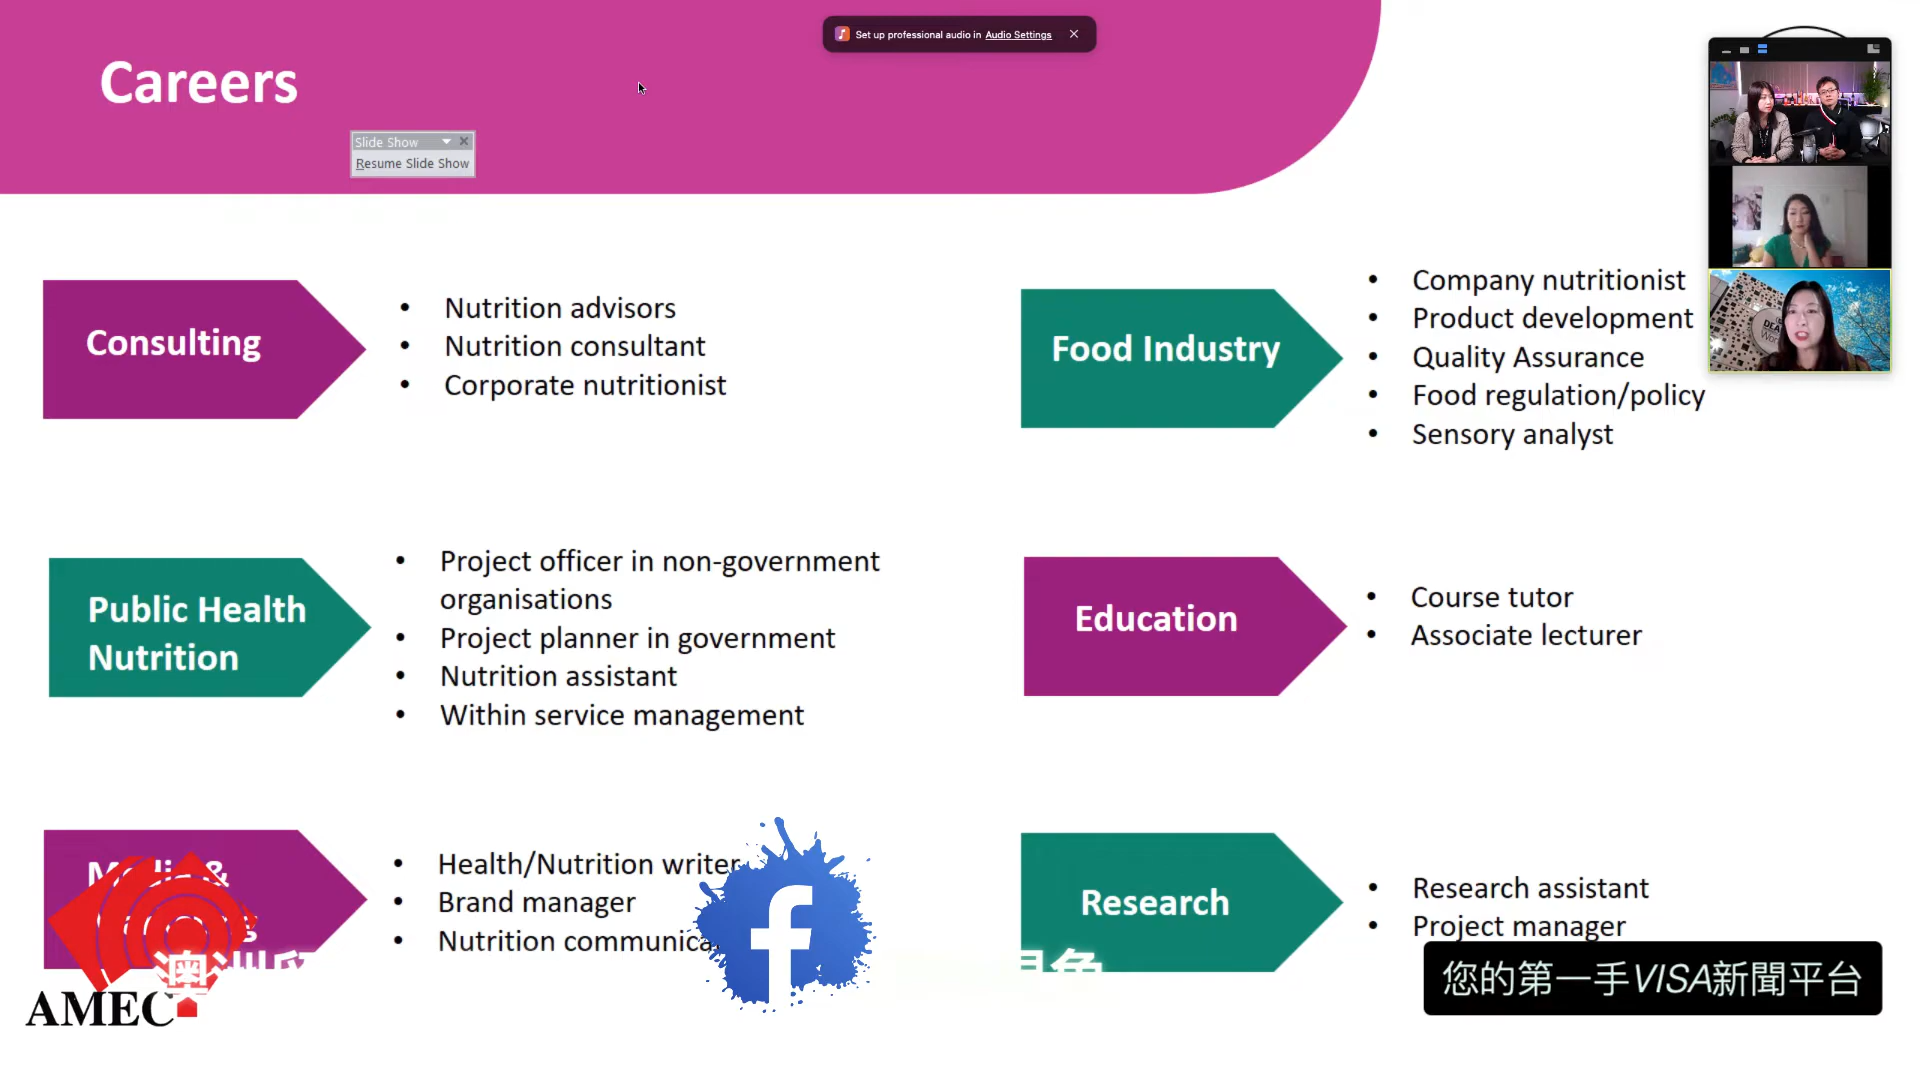 Set up professional audio in Audio Settings
Careers
Slide Show
Resume Slide Show
Consulting
• Nutrition advisors
• Nutrition consultant
• Corporate nutritionist
Food Industry
• Company nutritionist
• Product development
• Quality Assurance
• Food regulation/policy
• Sensory analyst
Public Health
Nutrition
• Project officer in non-government
organisations
• Project planner in government
• Nutrition assistant
• Within service management
Education
• Course tutor
• Associate lecturer
&
• Health/Nutrition writer
• Brand manager
• Nutrition
Research
• Research assistant
• Project manager
澳洲
AMEC
您的第一手VISA新聞平台